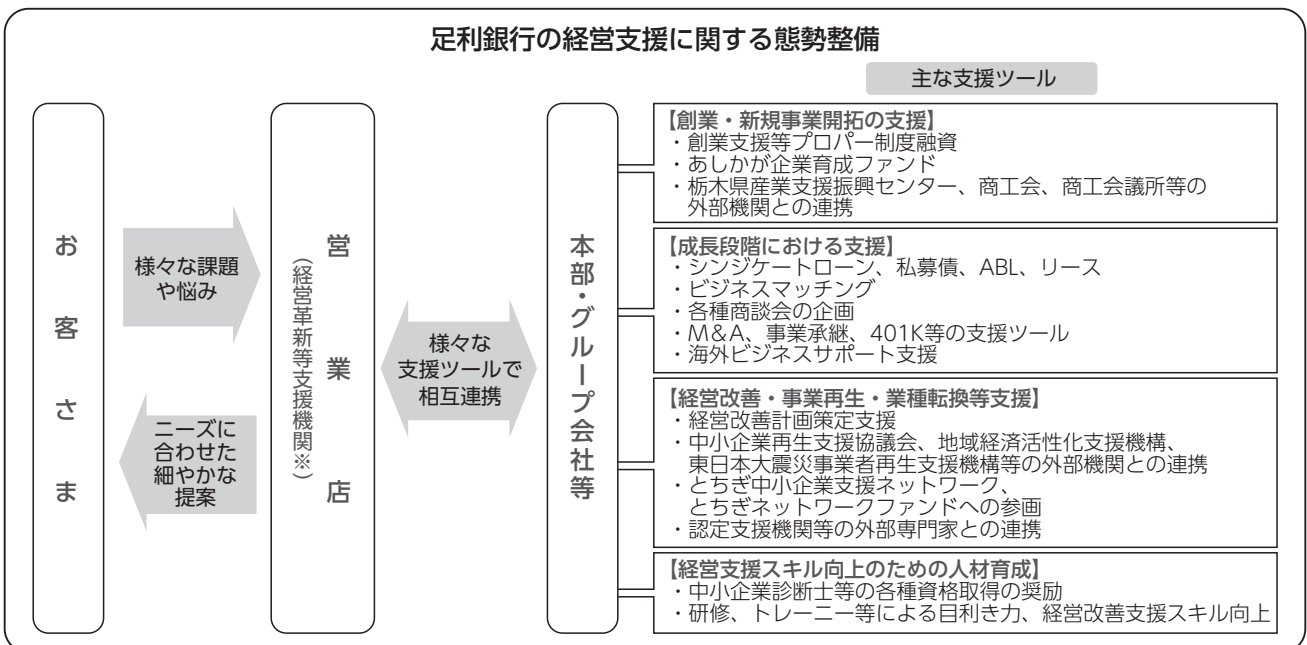 足利銀行の経営支援に関する態勢整備
主な支援ツール
お客さま
様々な課題
や悩み
ニーズに
合わせた
細やかな
提案
営業店
（経営革新等支援機関※）
様々な
支援ツールで
相互連携
本部・グループ会社等
【創業・新規事業開拓の支援】
・創業支援等プロパー制度融資
・あしかが企業育成ファンド
・栃木県産業支援振興センター、商工会、商工会議所等の
外部機関との連携
【成長段階における支援】
・シンジケートローン、私募債、ABL、リース
・ビジネスマッチング
・各種商談会の企画
・M&A、事業承継、401K等の支援ツール
・海外ビジネスサポート支援
【経営改善・事業再生・業種転換等支援】
・経営改善計画策定支援
・中小企業再生支援協議会、地域経済活性化支援機構、
東日本大震災事業者再生支援機構等の外部機関との連携
・とちぎ中小企業支援ネットワーク、
とちぎネットワークファンドへの参画
・認定支援機関等の外部専門家との連携
【経営支援スキル向上のための人材育成】
・中小企業診断士等の各種資格取得の奨励
・研修、トレーニー等による目利き力、経営改善支援スキル向上